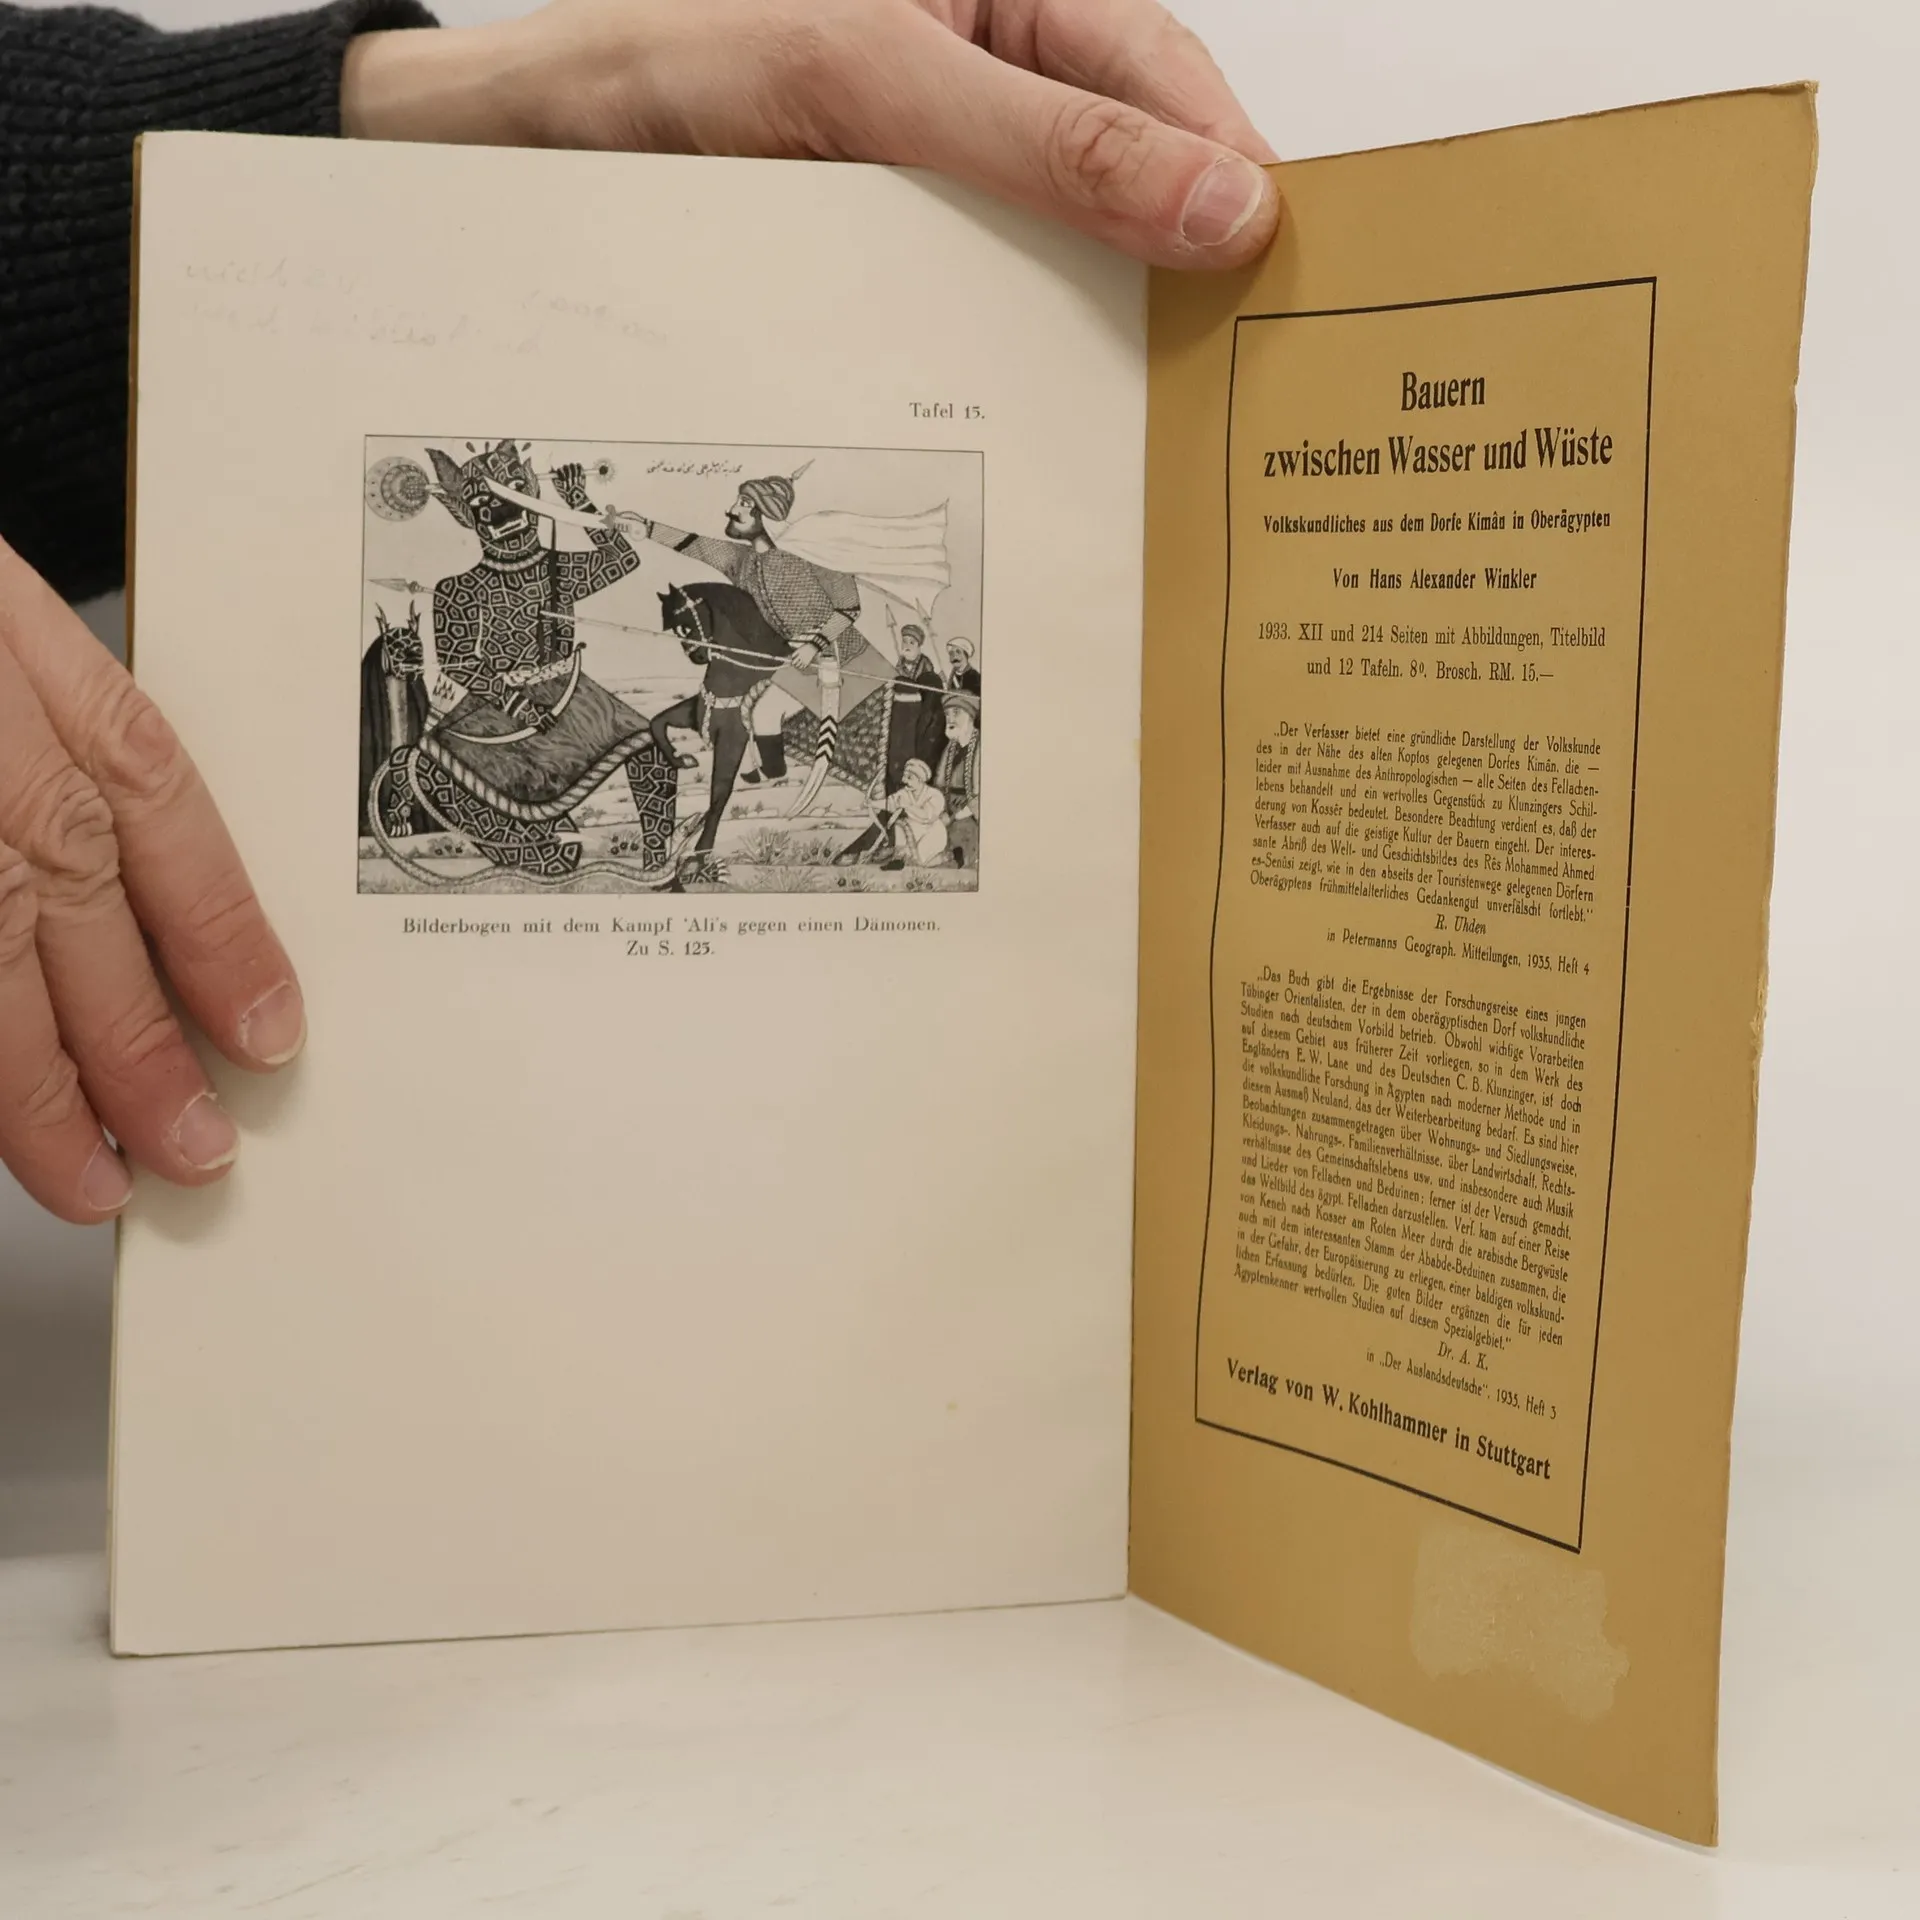 Tafel 15.
Bilderbogen mit dem Kampf 'Ali's gegen einen Dämonen.
Zu S. 125.
Bauern
zwischen Wasser und Wüste
Volkskundliches aus dem Dorfe Kimân in Oberägypten
Von Hans Alexander Winkler
1933. XII und 214 Seiten mit Abbildungen, Titelbild
und 12 Tafeln. 8º. Brosch. RM. 15.—
„Der Verfasser bietet eine gründliche Darstellung der Volkskunde
des in der Nähe des alten Koptos gelegenen Dorfes Kimân, die —
leider mit Ausnahme des Anthropologischen — alle Seiten des Fellachen-
lebens behandelt und ein wertvolles Gegenstück zu Klunzingers Schil-
derung von Kossêr bedeutet. Besondere Beachtung verdient es, daß der
Verfasser auch auf die geistige Kultur der Bauern eingeht. Der interes-
sante Abriß des Welt- und Geschichtsbildes des Rês Mohammed Ahmed
es-Senûsi zeigt, wie in den abseits der Touristenwege gelegenen Dörfern
Oberägyptens frühmittelalterliches Gedankengut unverfälscht fortlebt.“
R. Uhden
in Petermanns Geograph. Mitteilungen, 1935, Heft 4
„Das Buch gibt die Ergebnisse der Forschungsreise eines jungen
Tübinger Orientalisten, der in dem oberägyptischen Dorf volkskundliche
Studien nach deutschem Vorbild betrieb. Obwohl wichtige Vorarbeiten
auf diesem Gebiet aus früherer Zeit vorliegen, so in dem Werk des
Engländers E. W. Lane und des Deutschen C. B. Klunzinger, ist doch
die volkskundliche Forschung in Ägypten nach moderner Methode und in
diesem Ausmaß Neuland, das der Weiterbearbeitung bedarf. Es sind hier
Beobachtungen zusammengetragen über Wohnungs- und Siedlungsweise,
Kleidungs-, Nahrungs-, Familienverhältnisse, über Landwirtschaft, Rechts-
verhältnisse des Gemeinschaftslebens usw. und insbesondere auch Musik
und Lieder von Fellachen und Beduinen; ferner ist der Versuch gemacht,
das Weltbild des ägypt. Fellachen darzustellen. Verf. kam auf einer Reise
von Keneh nach Kosser am Roten Meer durch die arabische Bergwüste
auch mit dem interessanten Stamm der Ababde-Beduinen zusammen, die
in der Gefahr, der Europäisierung zu erliegen, einer baldigen volkskund-
lichen Erfassung bedürfen. Die guten Bilder ergänzen die für jeden
Ägyptenkenner wertvollen Studien auf diesem Spezialgebiet.“
Dr. A. K.
in „Der Auslandsdeutsche“, 1935, Heft 3
Verlag von W. Kohlhammer in Stuttgart